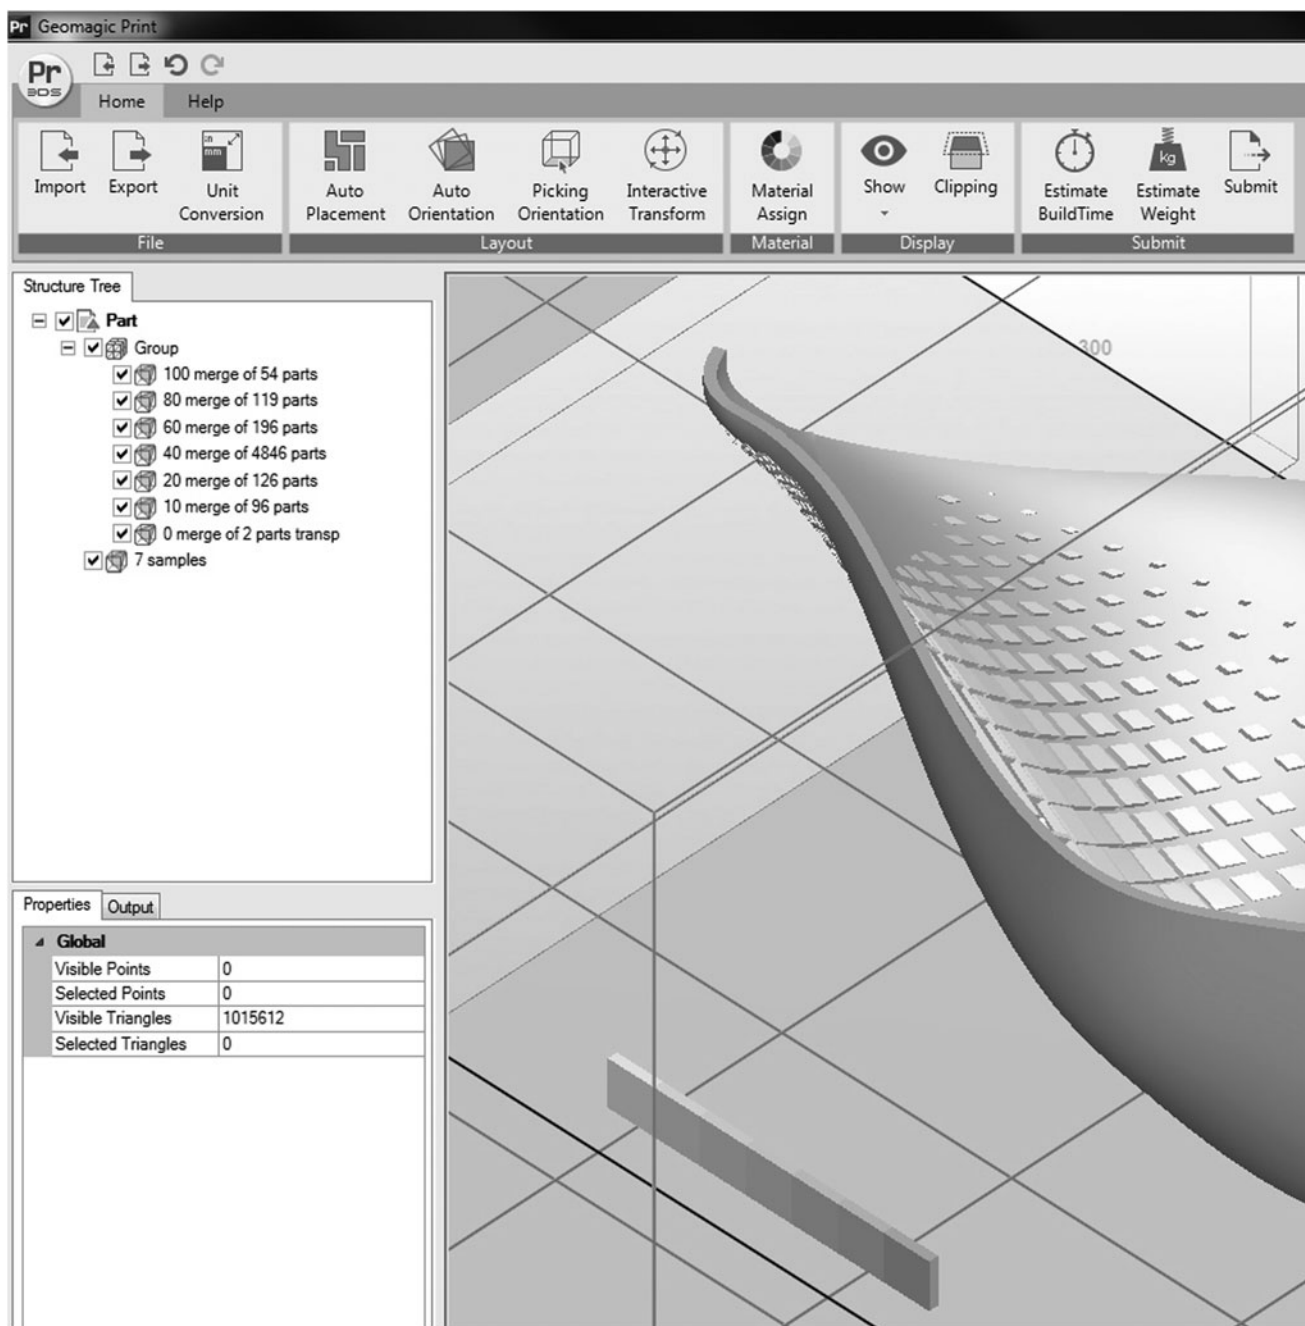 Pr Geomagic Print
Pr
3DS
Home Help
Import Export Unit Conversion
File
Auto Placement Auto Orientation Picking Orientation Interactive Transform
Layout
Material Assign
Material
Show Clipping
Display
Estimate BuildTime Estimate Weight Submit
Submit
in
mm
kg
Structure Tree
Part
Group
100 merge of 54 parts
80 merge of 119 parts
60 merge of 196 parts
40 merge of 4846 parts
20 merge of 126 parts
10 merge of 96 parts
0 merge of 2 parts transp
7 samples
300
Properties Output
Global
Visible Points 0
Selected Points 0
Visible Triangles 1015612
Selected Triangles 0